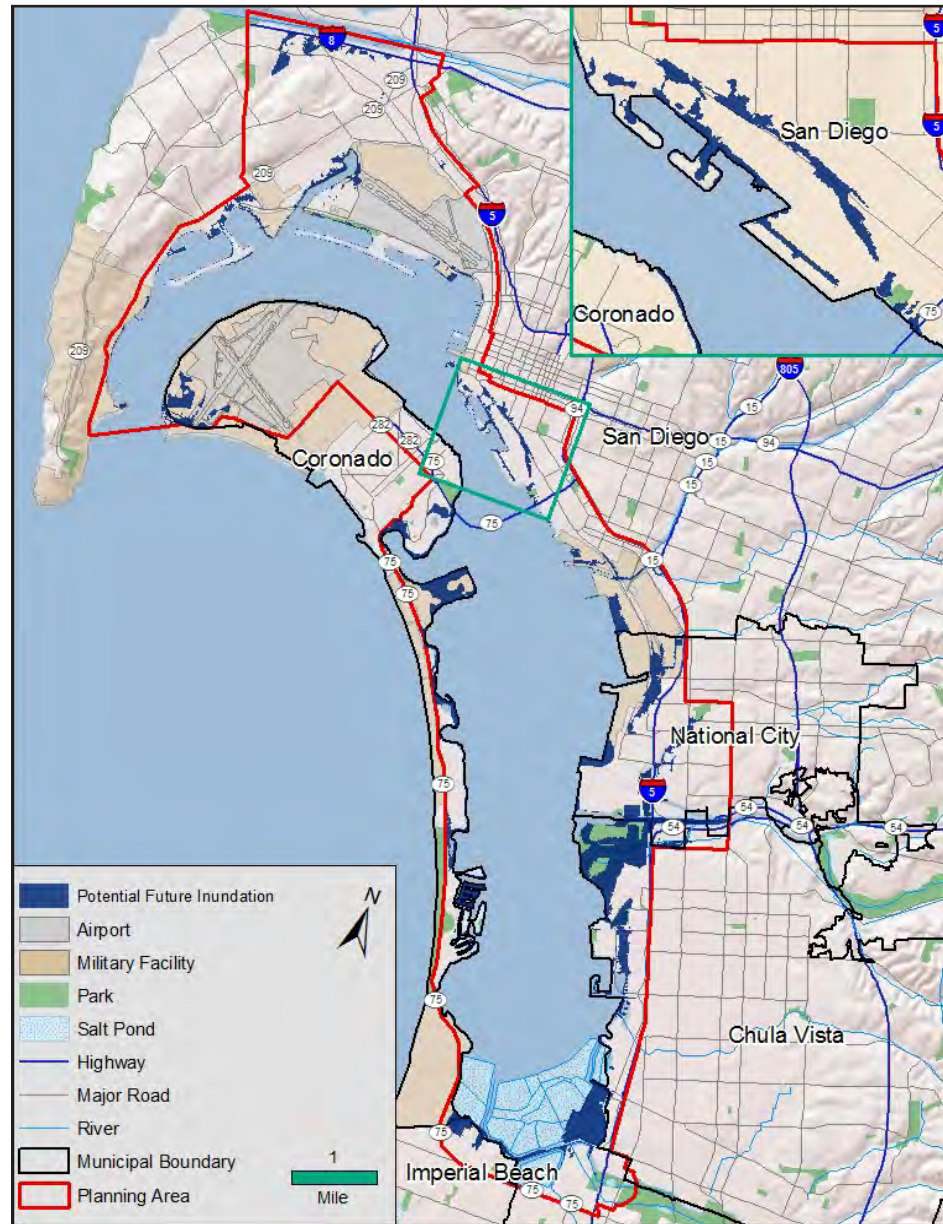 8
209
209
209
5
5
5
San Diego
Coronado
75
805
209
94
15
282
282
San Diego
15
94
Coronado
75
15
15
75
75
15
75
National City
5
75
54
54
54
54
Potential Future Inundation
N
Airport
Military Facility
Park
Salt Pond
75
Highway
Chula Vista
Major Road
River
75
Municipal Boundary
1
Imperial Beach
Planning Area
Mile
75
75